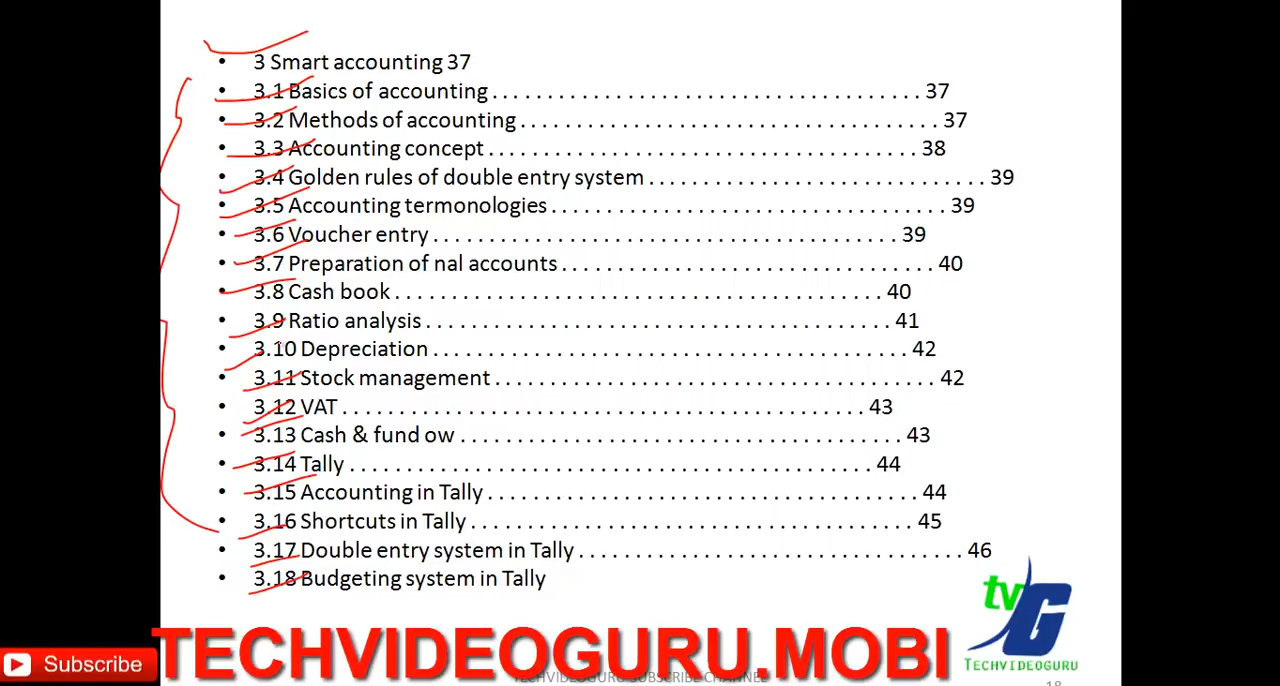 • 3 Smart accounting 37
• 3.1 Basics of accounting . . . . . . . . . . . . . . . . . . . . . . . . . . . . . . . . . . . . . . . 37
• 3.2 Methods of accounting . . . . . . . . . . . . . . . . . . . . . . . . . . . . . . . . . . . . . . 37
• 3.3 Accounting concept . . . . . . . . . . . . . . . . . . . . . . . . . . . . . . . . . . . . . . . 38
• 3.4 Golden rules of double entry system . . . . . . . . . . . . . . . . . . . . . . . . . . . . . . . 39
• 3.5 Accounting termonologies . . . . . . . . . . . . . . . . . . . . . . . . . . . . . . . . . . . . 39
• 3.6 Voucher entry . . . . . . . . . . . . . . . . . . . . . . . . . . . . . . . . . . . . . . . . . . 39
• 3.7 Preparation of nal accounts . . . . . . . . . . . . . . . . . . . . . . . . . . . . . . . . . . 40
• 3.8 Cash book . . . . . . . . . . . . . . . . . . . . . . . . . . . . . . . . . . . . . . . . . . . . 40
• 3.9 Ratio analysis . . . . . . . . . . . . . . . . . . . . . . . . . . . . . . . . . . . . . . . . . . 41
• 3.10 Depreciation . . . . . . . . . . . . . . . . . . . . . . . . . . . . . . . . . . . . . . . . . . 42
• 3.11 Stock management . . . . . . . . . . . . . . . . . . . . . . . . . . . . . . . . . . . . . . . 42
• 3.12 VAT . . . . . . . . . . . . . . . . . . . . . . . . . . . . . . . . . . . . . . . . . . . . . . 43
• 3.13 Cash & fund ow . . . . . . . . . . . . . . . . . . . . . . . . . . . . . . . . . . . . . . . . 43
• 3.14 Tally . . . . . . . . . . . . . . . . . . . . . . . . . . . . . . . . . . . . . . . . . . . . . . 44
• 3.15 Accounting in Tally . . . . . . . . . . . . . . . . . . . . . . . . . . . . . . . . . . . . . . . 44
• 3.16 Shortcuts in Tally . . . . . . . . . . . . . . . . . . . . . . . . . . . . . . . . . . . . . . . . 45
• 3.17 Double entry system in Tally . . . . . . . . . . . . . . . . . . . . . . . . . . . . . . . . . . 46
• 3.18 Budgeting system in Tally
tvG
TECHVIDEOGURU
Subscribe
TECHVIDEOGURU.MOBI
TECHVIDEOGURU SUBSCRIBE CHANNEL
18